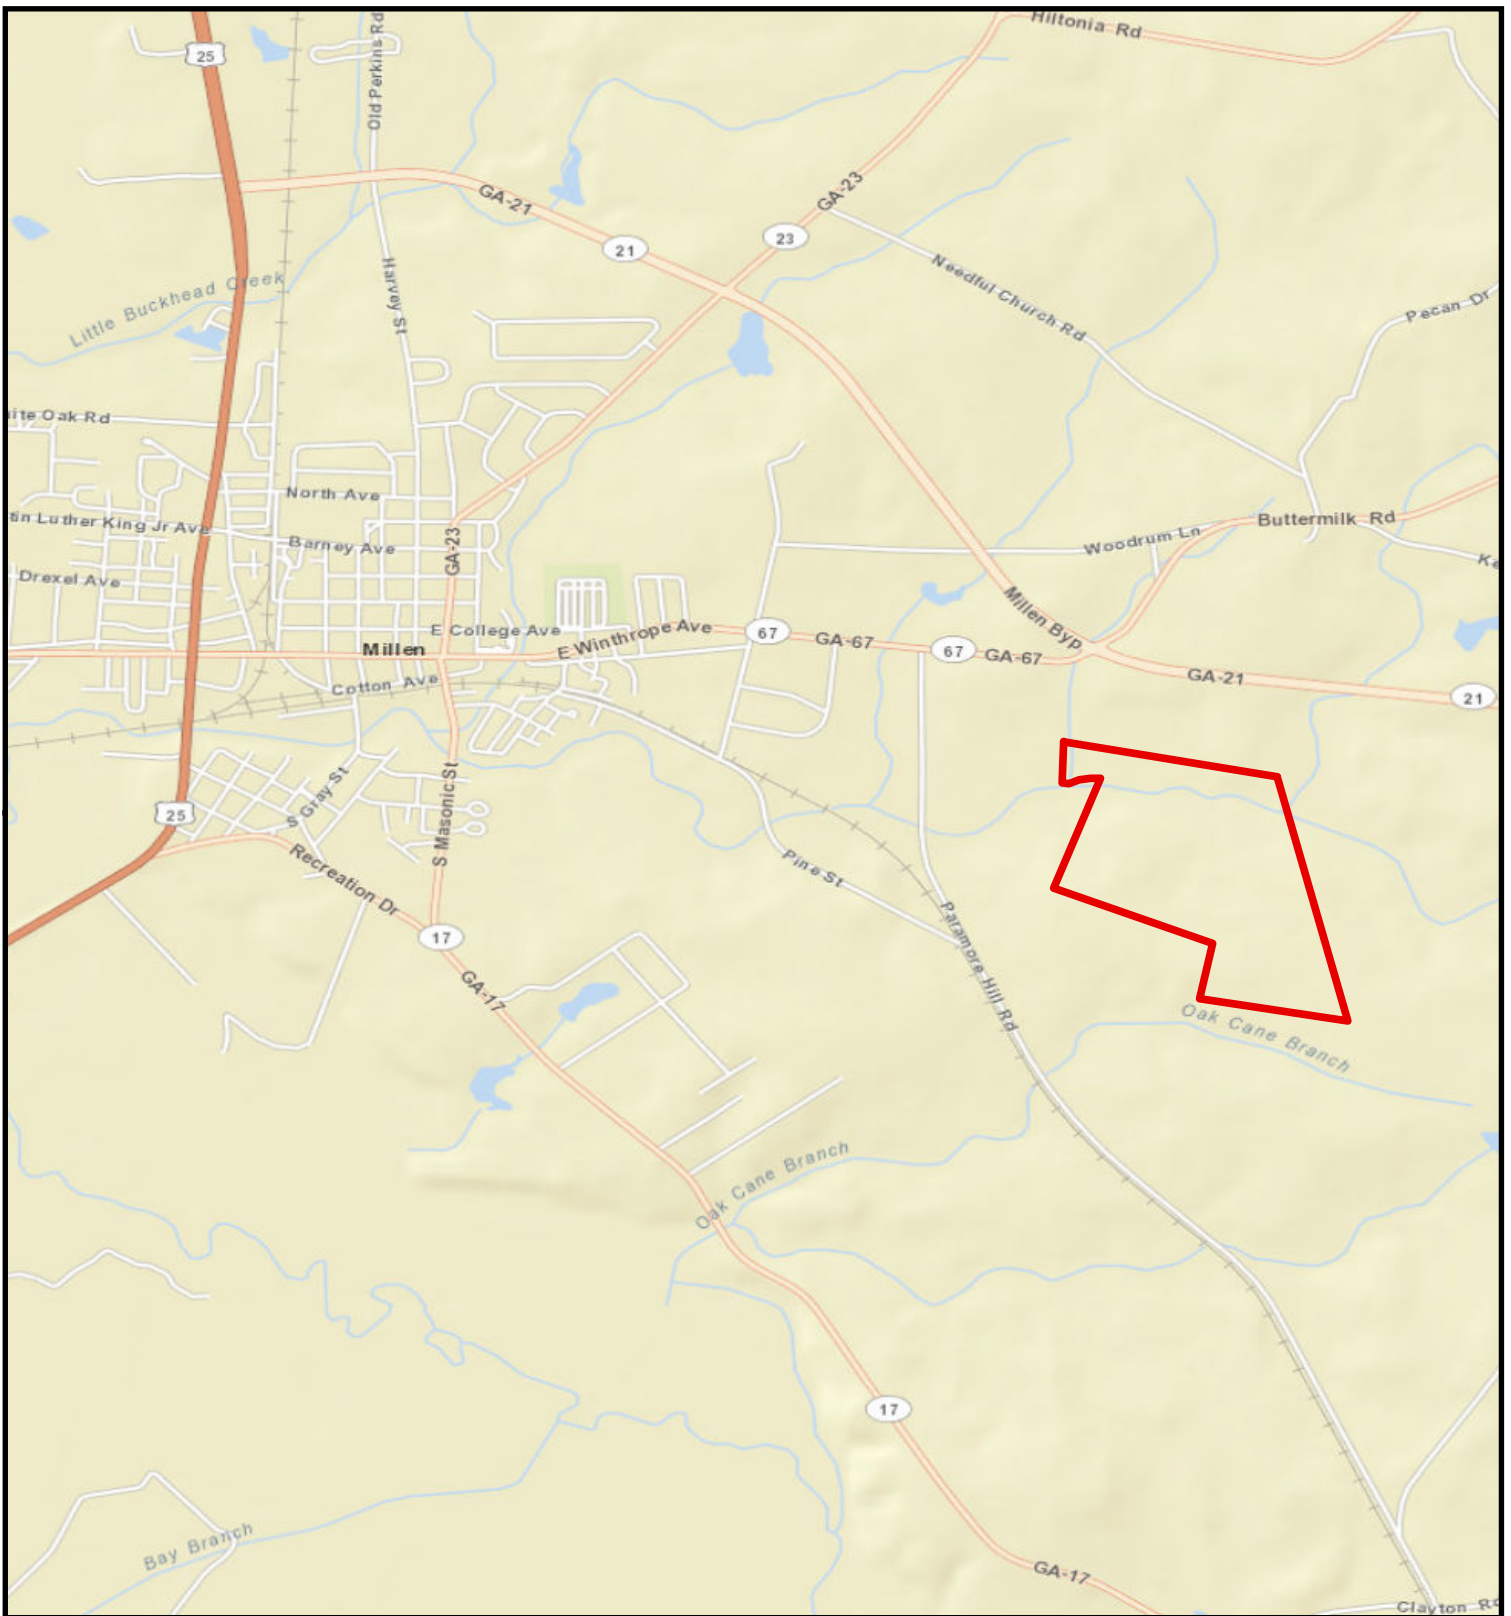 Hiltonia Rd
25
Old Perkins Rd
GA-21
GA-23
21
23
Needful Church Rd
Little Buckhead Creek
Harvey St
Pecan Dr
ite Oak Rd
North Ave
tin Luther King Jr Ave
Barney Ave
GA-23
Buttermilk Rd
Woodrum Ln
Ke
Drexel Ave
Millen Byp
E College Ave
E Winthrope Ave
67
GA-67
67
GA-67
Millen
Cotton Ave
GA-21
21
S Gray St
S Masonic St
25
Recreation Dr
Pine St
17
Paramore Hill Rd
GA-17
Oak Cane Branch
Oak Cane Branch
17
Bay Branch
GA-17
Clayton Rd